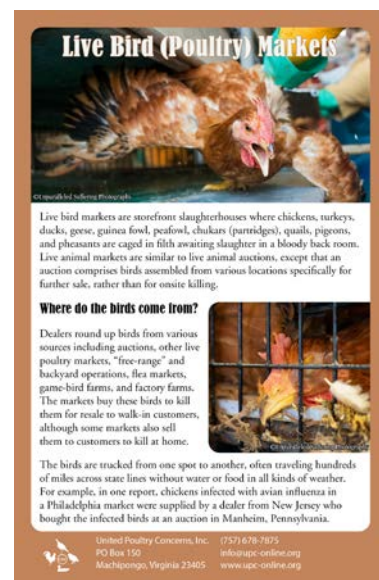 Live Bird (Poultry) Markets
©Unparalleled Suffering Photography
Live bird markets are storefront slaughterhouses where chickens, turkeys,
ducks, geese, guinea fowl, peafowl, chukars (partridges), quails, pigeons,
and pheasants are caged in filth awaiting slaughter in a bloody back room.
Live animal markets are similar to live animal auctions, except that an
auction comprises birds assembled from various locations specifically for
further sale, rather than for onsite killing.
Where do the birds come from?
Dealers round up birds from various
sources including auctions, other live
poultry markets, “free-range” and
backyard operations, flea markets,
game-bird farms, and factory farms.
The markets buy these birds to kill
them for resale to walk-in customers,
although some markets also sell
them to customers to kill at home.
©Unparalleled Suffering Photography
The birds are trucked from one spot to another, often traveling hundreds
of miles across state lines without water or food in all kinds of weather.
For example, in one report, chickens infected with avian influenza in
a Philadelphia market were supplied by a dealer from New Jersey who
bought the infected birds at an auction in Manheim, Pennsylvania.
United Poultry Concerns, Inc. (757) 678-7875
PO Box 150 info@upc-online.org
Machipongo, Virginia 23405 www.upc-online.org